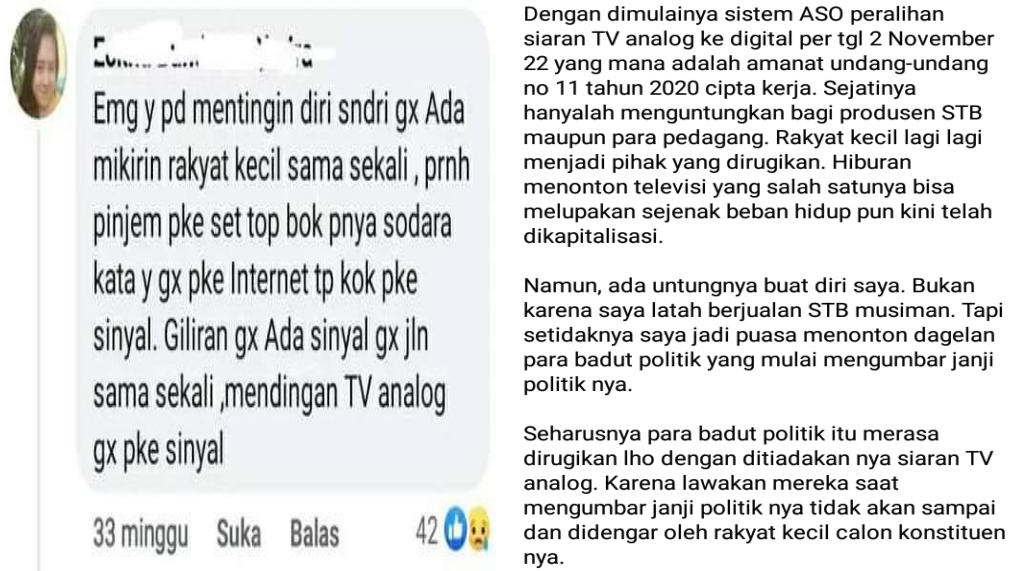 Emg y pd mentingin diri sndri gx Ada
mikirin rakyat kecil sama sekali , prnh
pinjem pke set top bok pnya sodara
kata y gx pke Internet tp kok pke
sinyal. Giliran gx Ada sinyal gx jln
sama sekali ,mendingan TV analog
gx pke sinyal
33 minggu Suka Balas 42
Dengan dimulainya sistem ASO peralihan
siaran TV analog ke digital per tgl 2 November
22 yang mana adalah amanat undang-undang
no 11 tahun 2020 cipta kerja. Sejatinya
hanyalah menguntungkan bagi produsen STB
maupun para pedagang. Rakyat kecil lagi lagi
menjadi pihak yang dirugikan. Hiburan
menonton televisi yang salah satunya bisa
melupakan sejenak beban hidup pun kini telah
dikapitalisasi.
Namun, ada untungnya buat diri saya. Bukan
karena saya latah berjualan STB musiman. Tapi
setidaknya saya jadi puasa menonton dagelan
para badut politik yang mulai mengumbar janji
politik nya.
Seharusnya para badut politik itu merasa
dirugikan lho dengan ditiadakan nya siaran TV
analog. Karena lawakan mereka saat
mengumbar janji politik nya tidak akan sampai
dan didengar oleh rakyat kecil calon konstituen
nya.